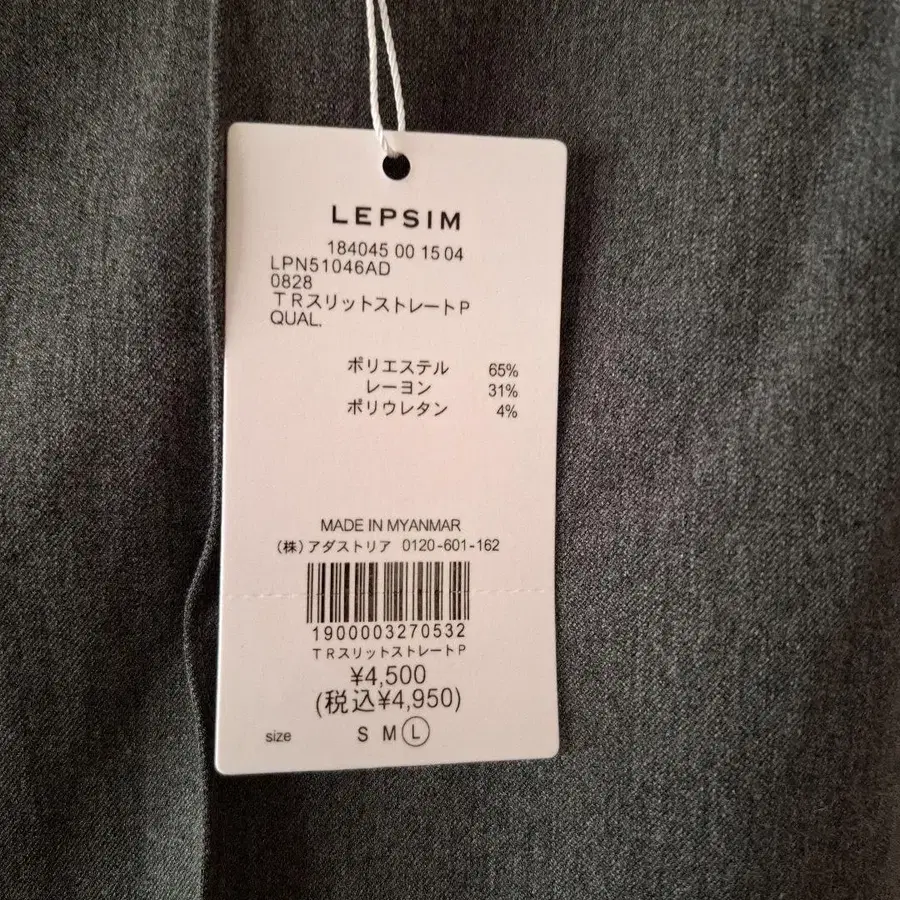 LEPSIM
184045 00 15 04
LPN51046AD
0828
TRスリットストレートP
QUAL.
ポリエステル 65%
レーヨン 31%
ポリウレタン 4%
MADE IN MYANMAR
(株)アダストリア 0120-601-162
1900003270532
TRスリットストレートP
¥4,500
(税込¥4,950)
size S M L